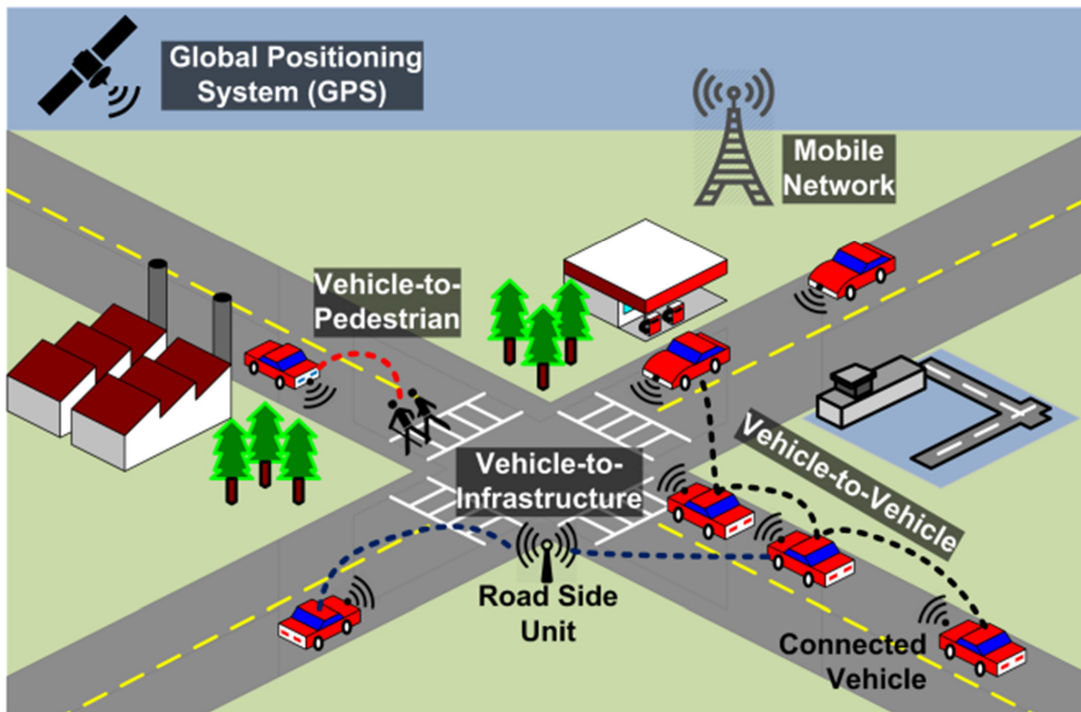 Global Positioning
System (GPS)
Mobile
Network
Vehicle-to-
Pedestrian
Vehicle-to-Vehicle
Vehicle-to-
Infrastructure
Road Side
Unit
Connected
Vehicle